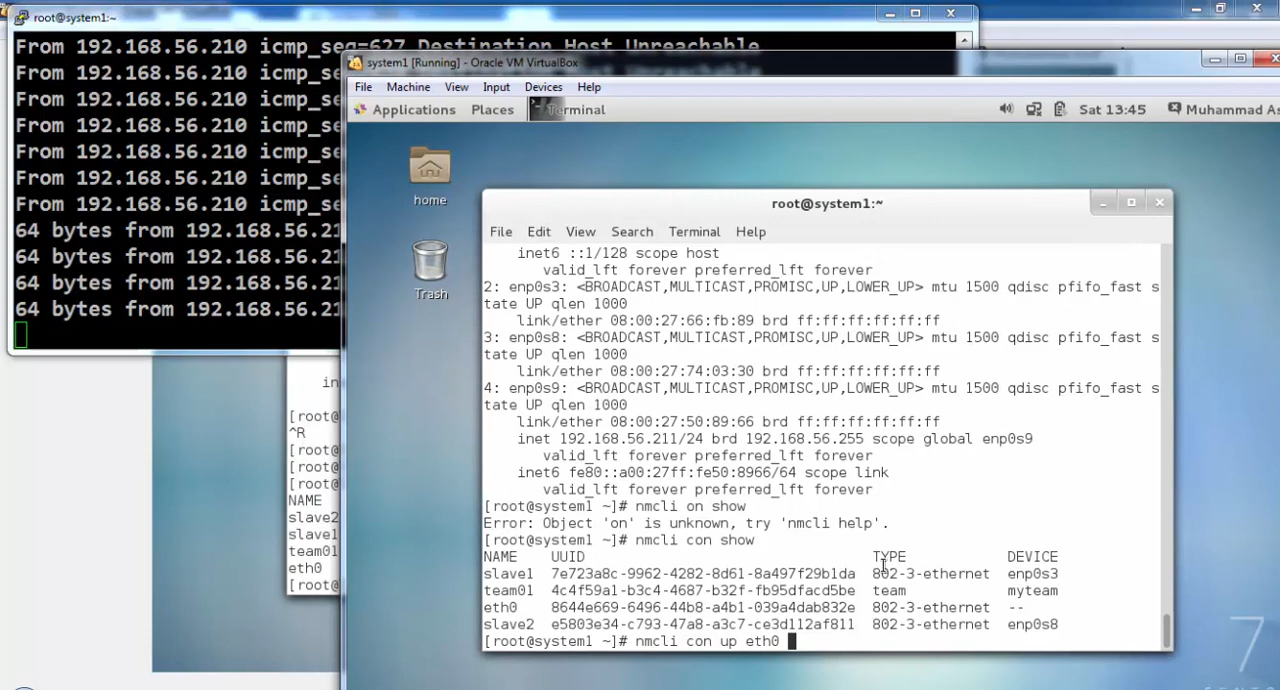 root@system1:~
From 192.168.56.210 icmp_seq=627 Destination Host Unreachable
From 192.168.56.210 icmp_se
From 192.168.56.210 icmp_se
From 192.168.56.210 icmp_se
From 192.168.56.210 icmp_se
From 192.168.56.210 icmp_se
From 192.168.56.210 icmp_se
64 bytes from 192.168.56.21
64 bytes from 192.168.56.21
64 bytes from 192.168.56.21
64 bytes from 192.168.56.21
in
[root@
^R
[root@
[root@
[root@
NAME
slave2
slave1
team01
eth0
[root@
system1 [Running] - Oracle VM VirtualBox
File Machine View Input Devices Help
Applications Places Terminal Sat 13:45 Muhammad As
home
Trash
root@system1:~
File Edit View Search Terminal Help
inet6 ::1/128 scope host
valid_lft forever preferred_lft forever
2: enp0s3: <BROADCAST,MULTICAST,PROMISC,UP,LOWER_UP> mtu 1500 qdisc pfifo_fast s
tate UP qlen 1000
link/ether 08:00:27:66:fb:89 brd ff:ff:ff:ff:ff:ff
3: enp0s8: <BROADCAST,MULTICAST,PROMISC,UP,LOWER_UP> mtu 1500 qdisc pfifo_fast s
tate UP qlen 1000
link/ether 08:00:27:74:03:30 brd ff:ff:ff:ff:ff:ff
4: enp0s9: <BROADCAST,MULTICAST,PROMISC,UP,LOWER_UP> mtu 1500 qdisc pfifo_fast s
tate UP qlen 1000
link/ether 08:00:27:50:89:66 brd ff:ff:ff:ff:ff:ff
inet 192.168.56.211/24 brd 192.168.56.255 scope global enp0s9
valid_lft forever preferred_lft forever
inet6 fe80::a00:27ff:fe50:8966/64 scope link
valid_lft forever preferred_lft forever
[root@system1 ~]# nmcli on show
Error: Object 'on' is unknown, try 'nmcli help'.
[root@system1 ~]# nmcli con show
NAME UUID TYPE DEVICE
slave1 7e723a8c-9962-4282-8d61-8a497f29b1da 802-3-ethernet enp0s3
team01 4c4f59a1-b3c4-4687-b32f-fb95dfacd5be team myteam
eth0 8644e669-6496-44b8-a4b1-039a4dab832e 802-3-ethernet --
slave2 e5803e34-c793-47a8-a3c7-ce3d112af811 802-3-ethernet enp0s8
[root@system1 ~]# nmcli con up eth0
7